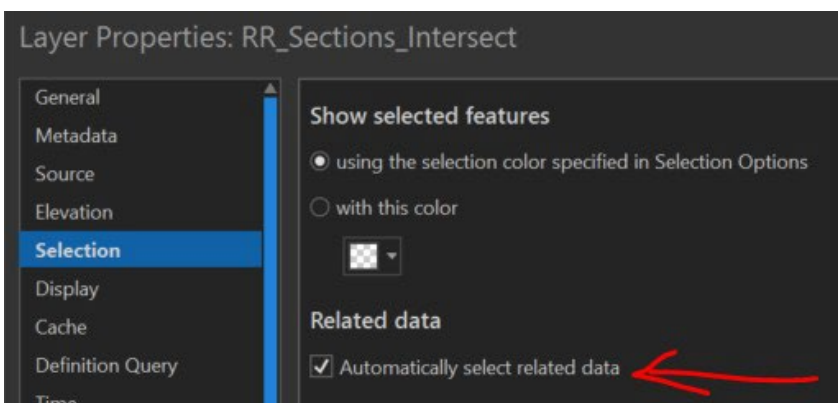 Layer Properties: RR_Sections_Intersect
General
Metadata
Source
Elevation
Selection
Display
Cache
Definition Query
Time
Show selected features
using the selection color specified in Selection Options
with this color
Related data
Automatically select related data